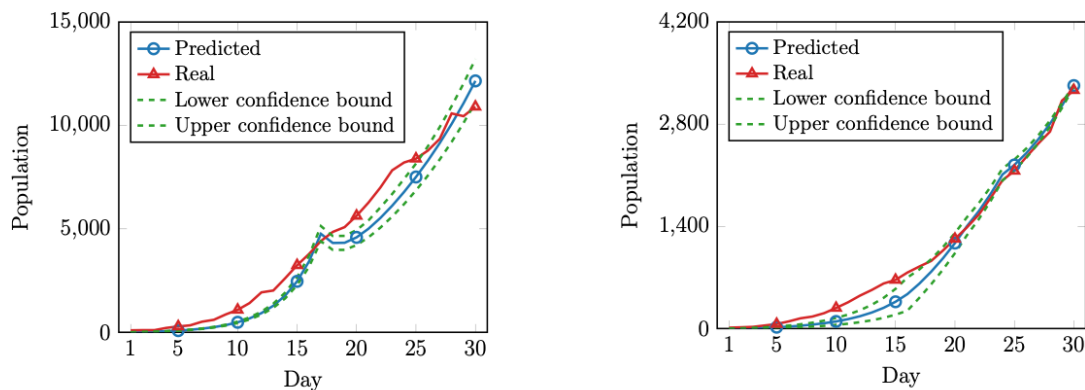 15,000
10,000
5,000
0
Population
Predicted
Real
Lower confidence bound
Upper confidence bound
1 5 10 15 20 25 30
Day
4,200
2,800
1,400
0
Population
Predicted
Real
Lower confidence bound
Upper confidence bound
1 5 10 15 20 25 30
Day